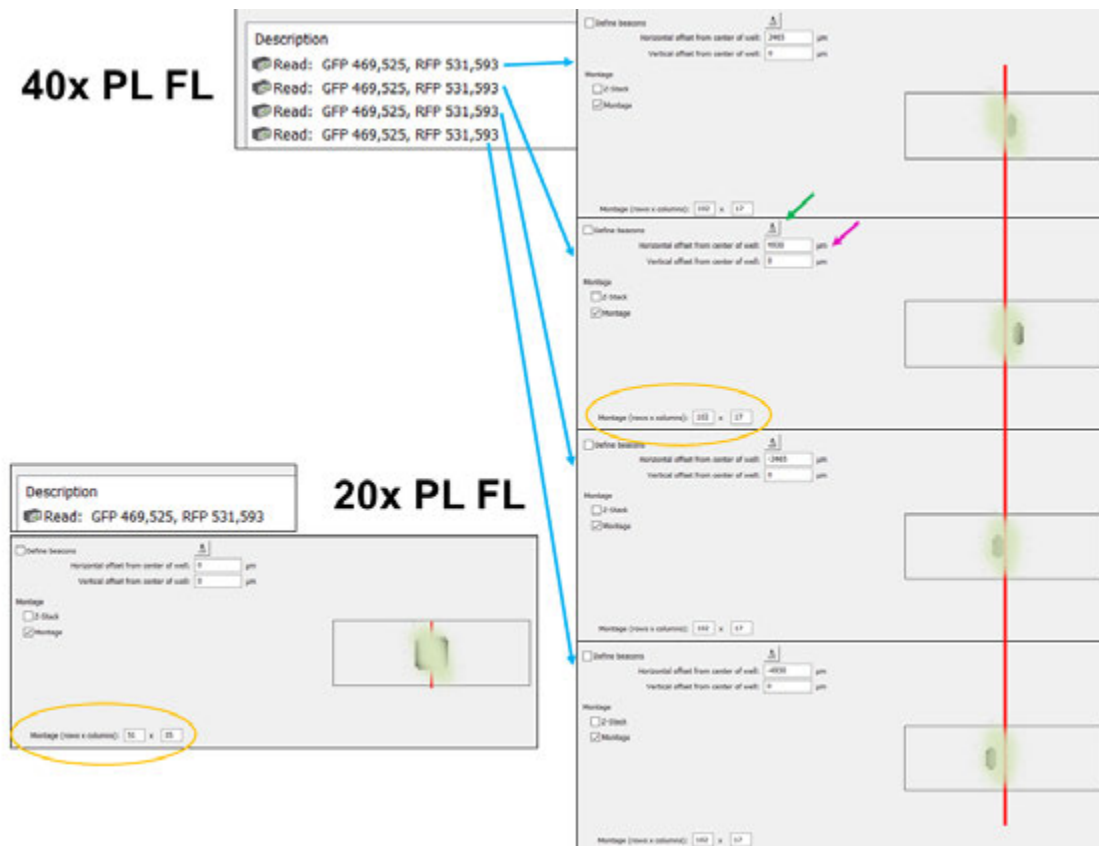 40x PL FL
Description
Read: GFP 469,525, RFP 531,593
Read: GFP 469,525, RFP 531,593
Read: GFP 469,525, RFP 531,593
Read: GFP 469,525, RFP 531,593
Define beacons
Horizontal offset from center of well: 2465 µm
Vertical offset from center of well: 0 µm
Montage
Z-Stack
Montage
Montage (rows x columns): 102 x 17
Define beacons
Horizontal offset from center of well: µm
Vertical offset from center of well: 0 µm
Montage
Z-Stack
Montage
Montage (rows x columns): 102 x 17
Define beacons
Horizontal offset from center of well: -2465 µm
Vertical offset from center of well: 0 µm
Montage
Z-Stack
Montage
Montage (rows x columns): 102 x 17
Define beacons
Horizontal offset from center of well: µm
Vertical offset from center of well: 0 µm
Montage
Z-Stack
Montage
Montage (rows x columns): 102 x 17
20x PL FL
Description
Read: GFP 469,525, RFP 531,593
Define beacons
Horizontal offset from center of well: 0 µm
Vertical offset from center of well: 0 µm
Montage
Z-Stack
Montage
Montage (rows x columns): 51 x